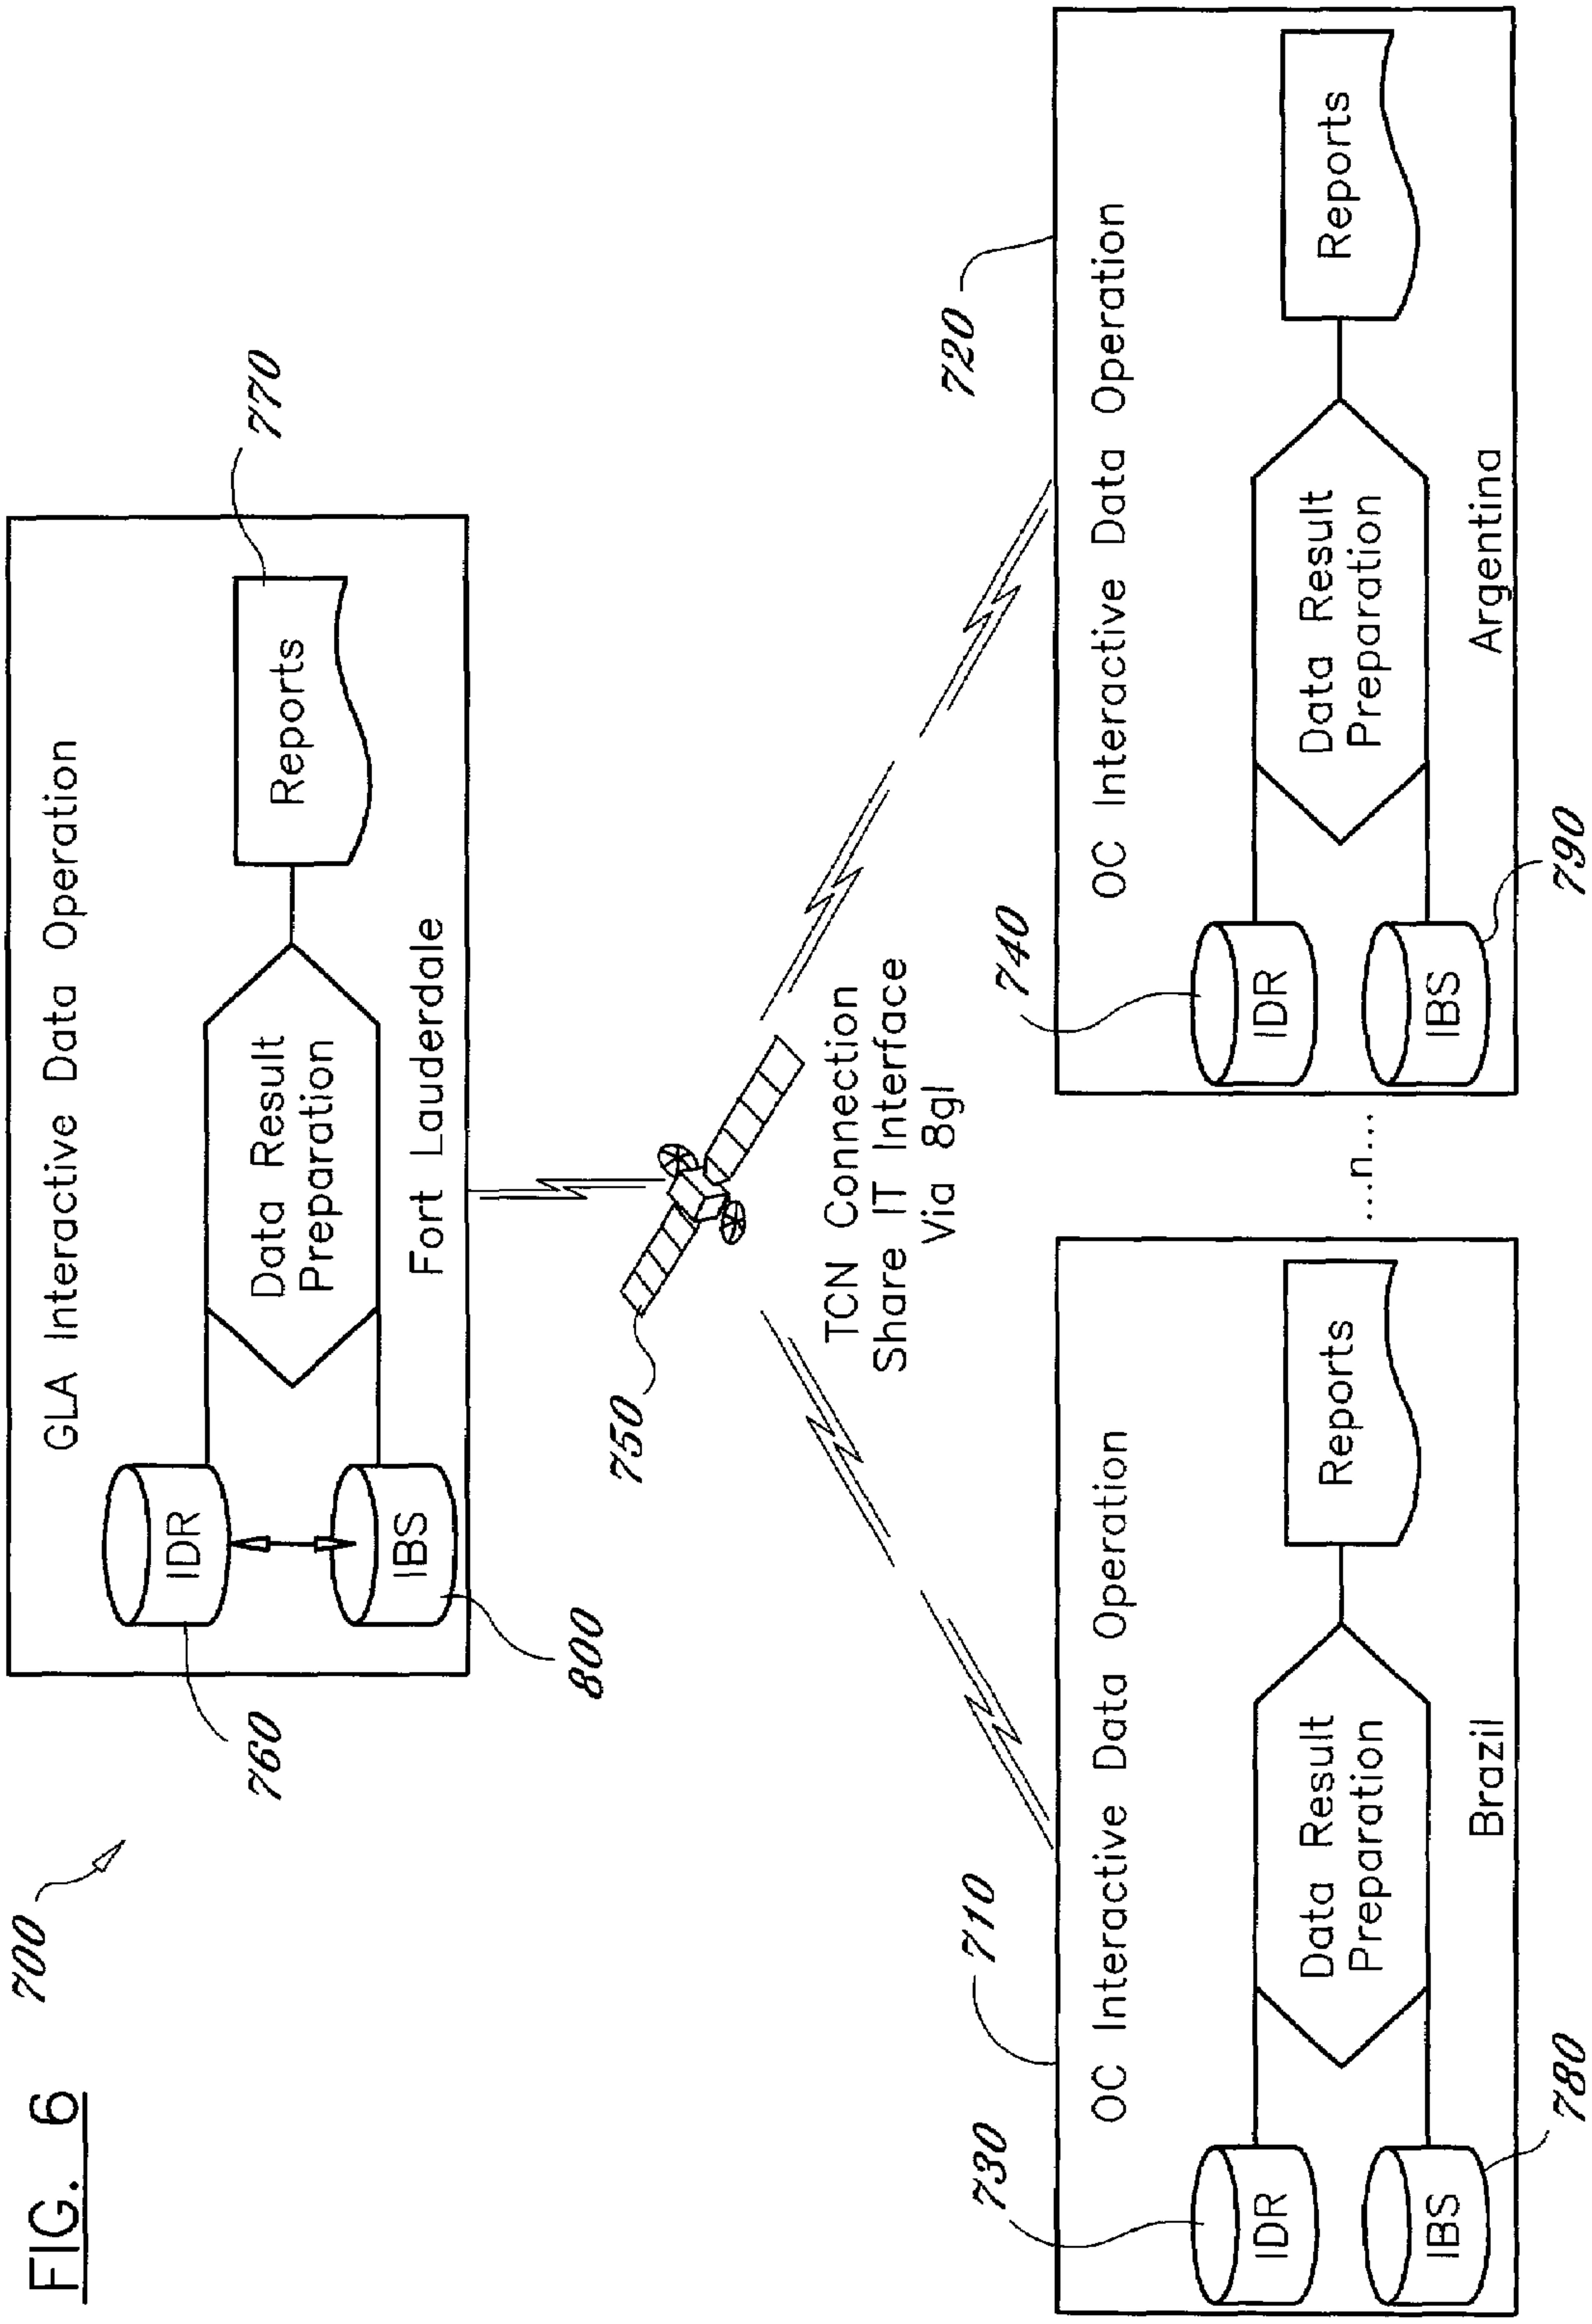 FIG. 6
700
GLA Interactive Data Operation
IDR
IBS
Data Result
Preparation
Reports
Fort Lauderdale
760
800
770
750
TCN Connection
Share IT Interface
Via 8gl
710
OC Interactive Data Operation
730
IDR
IBS
780
Data Result
Preparation
Reports
Brazil
...n...
720
OC Interactive Data Operation
740
IDR
IBS
790
Data Result
Preparation
Reports
Argentina